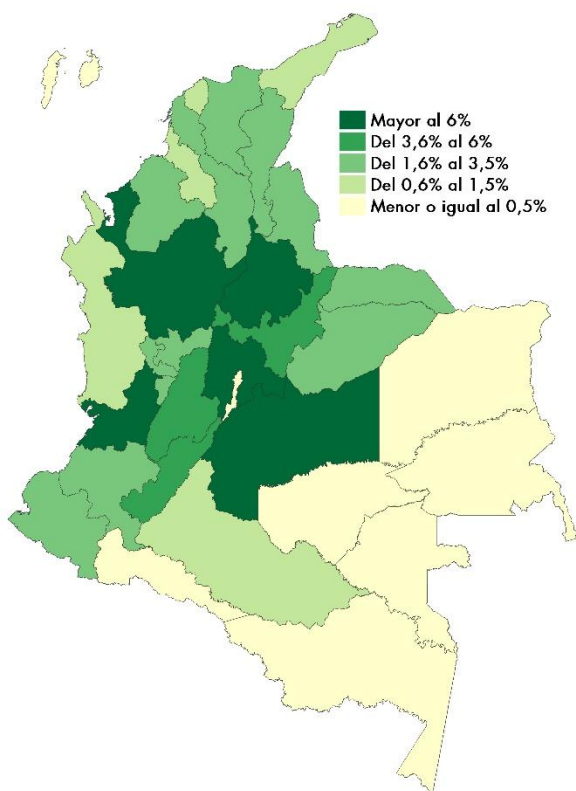 Mayor al 6%
Del 3,6% al 6%
Del 1,6% al 3,5%
Del 0,6% al 1,5%
Menor o igual al 0,5%